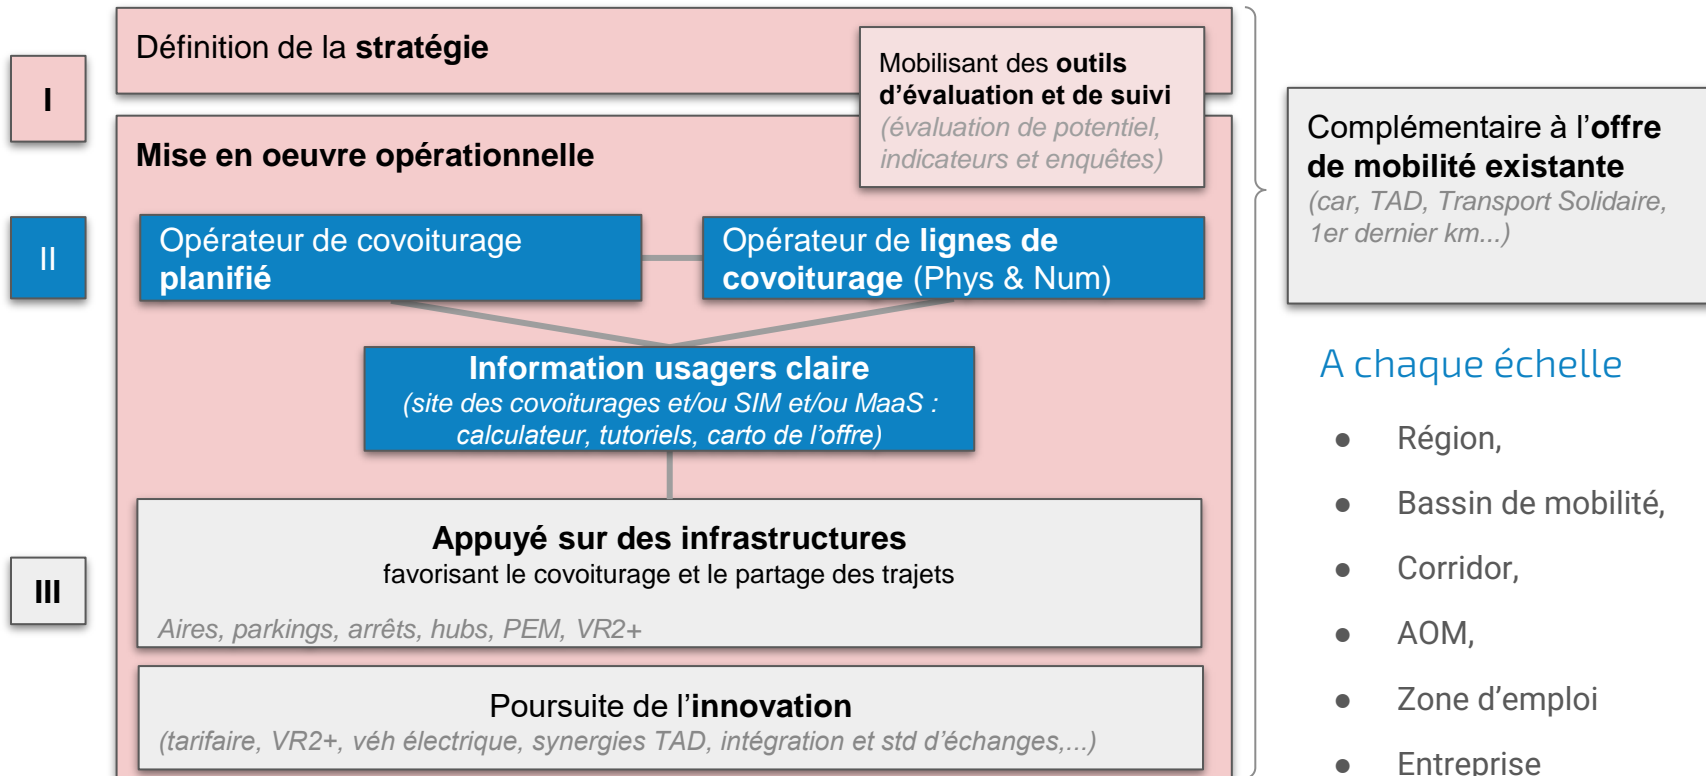 Définition de la stratégie
Mobilisant des outils
d’évaluation et de suivi
(évaluation de potentiel,
indicateurs et enquêtes)
I
Mise en oeuvre opérationnelle
II
Opérateur de covoiturage
planifié
Opérateur de lignes de
covoiturage (Phys & Num)
Information usagers claire
(site des covoiturages et/ou SIM et/ou MaaS :
calculateur, tutoriels, carto de l’offre)
III
Appuyé sur des infrastructures
favorisant le covoiturage et le partage des trajets
Aires, parkings, arrêts, hubs, PEM, VR2+
Poursuite de l’innovation
(tarifaire, VR2+, véh électrique, synergies TAD, intégration et std d’échanges,...)
Complémentaire à l’offre
de mobilité existante
(car, TAD, Transport Solidaire,
1er dernier km...)
A chaque échelle
● Région,
● Bassin de mobilité,
● Corridor,
● AOM,
● Zone d’emploi
● Entreprise